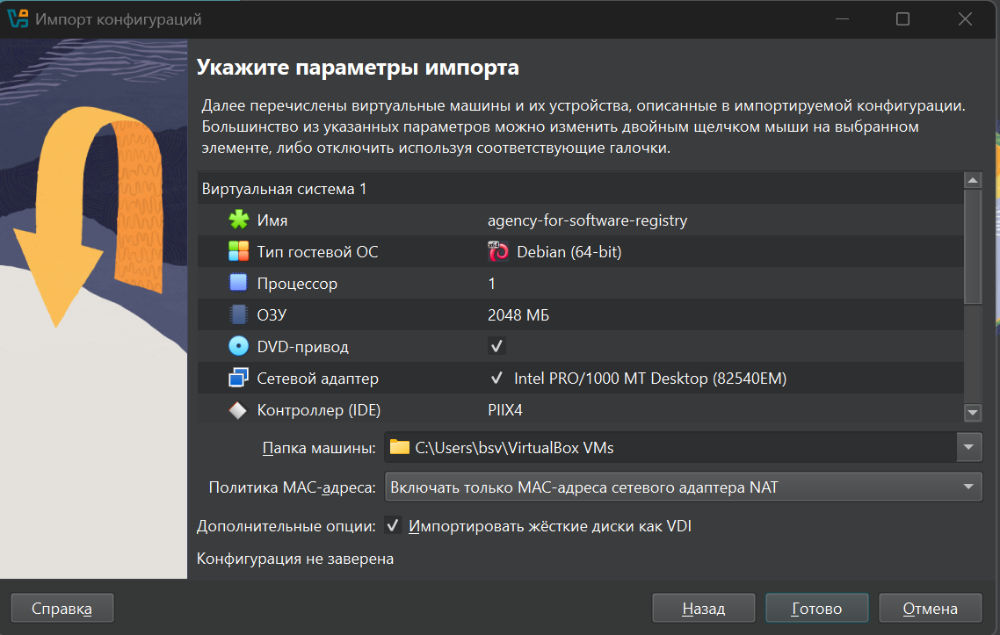 Импорт конфигураций
Укажите параметры импорта
Далее перечислены виртуальные машины и их устройства, описанные в импортируемой конфигурации.
Большинство из указанных параметров можно изменить двойным щелчком мыши на выбранном
элементе, либо отключить используя соответствующие галочки.
Виртуальная система 1
Имя agency-for-software-registry
Тип гостевой ОС Debian (64-bit)
Процессор 1
ОЗУ 2048 МБ
DVD-привод
Сетевой адаптер Intel PRO/1000 MT Desktop (82540EM)
Контроллер (IDE) PIIX4
Папка машины: C:\Users\bsv\VirtualBox VMs
Политика MAC-адреса: Включать только MAC-адреса сетевого адаптера NAT
Дополнительные опции: Импортировать жёсткие диски как VDI
Конфигурация не заверена
Справка Назад Готово Отмена